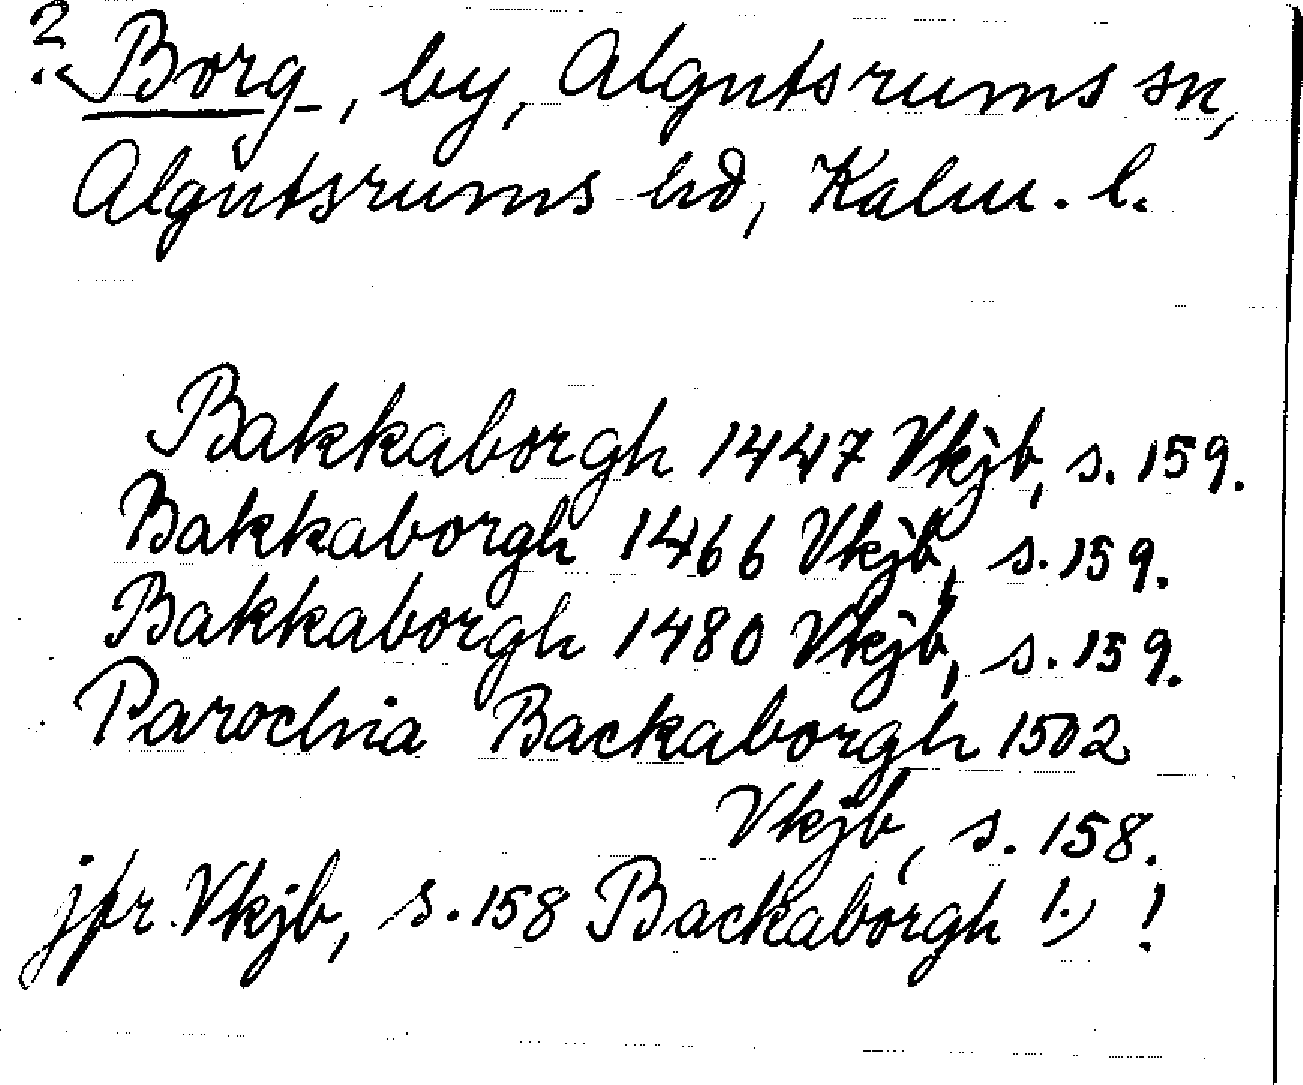 ? Borg, by, Algutsrums sn,
Algutsrums hd, Kalm. l.
Bakkaborgh 1447 Vkjb, s. 159.
Bakkaborgh 1466 Vkjb, s. 159.
Bakkaborgh 1480 Vkjb, s. 159.
Parochia Backaborgh 1502
Vkjb, s. 158.
jfr Vkjb, s. 158 Backaborgh 1.) !